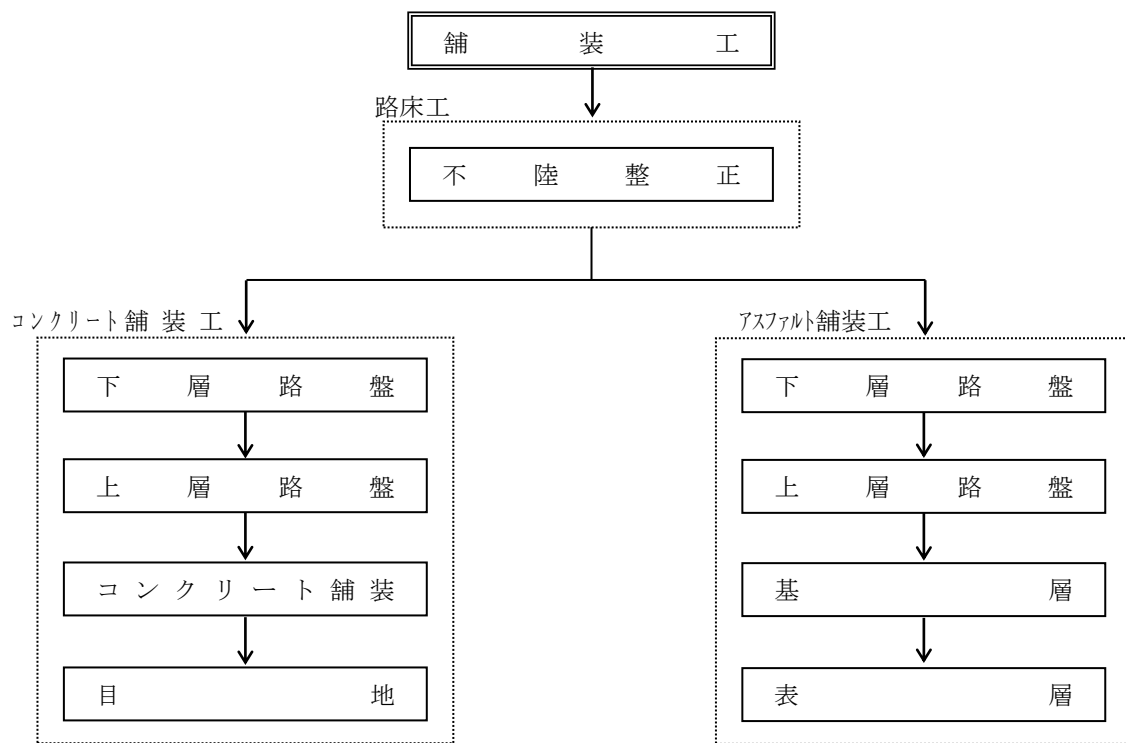 舗装工
路床工
不陸整正
コンクリート舗装工
下層路盤
上層路盤
コンクリート舗装
目地
アスファルト舗装工
下層路盤
上層路盤
基層
表層